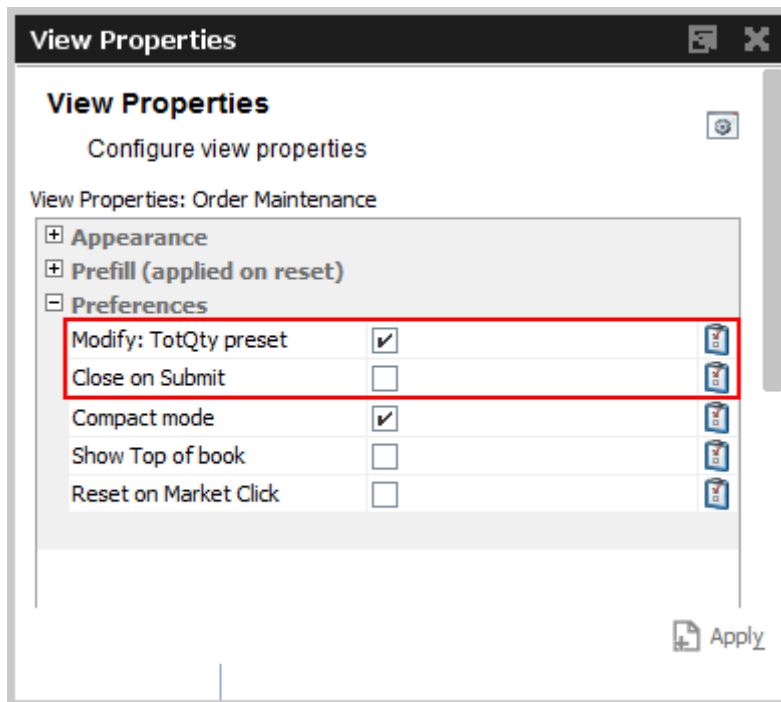 View Properties
View Properties
Configure view properties
View Properties: Order Maintenance
Appearance
Prefill (applied on reset)
Preferences
Modify: TotQty preset
Close on Submit
Compact mode
Show Top of book
Reset on Market Click
Apply